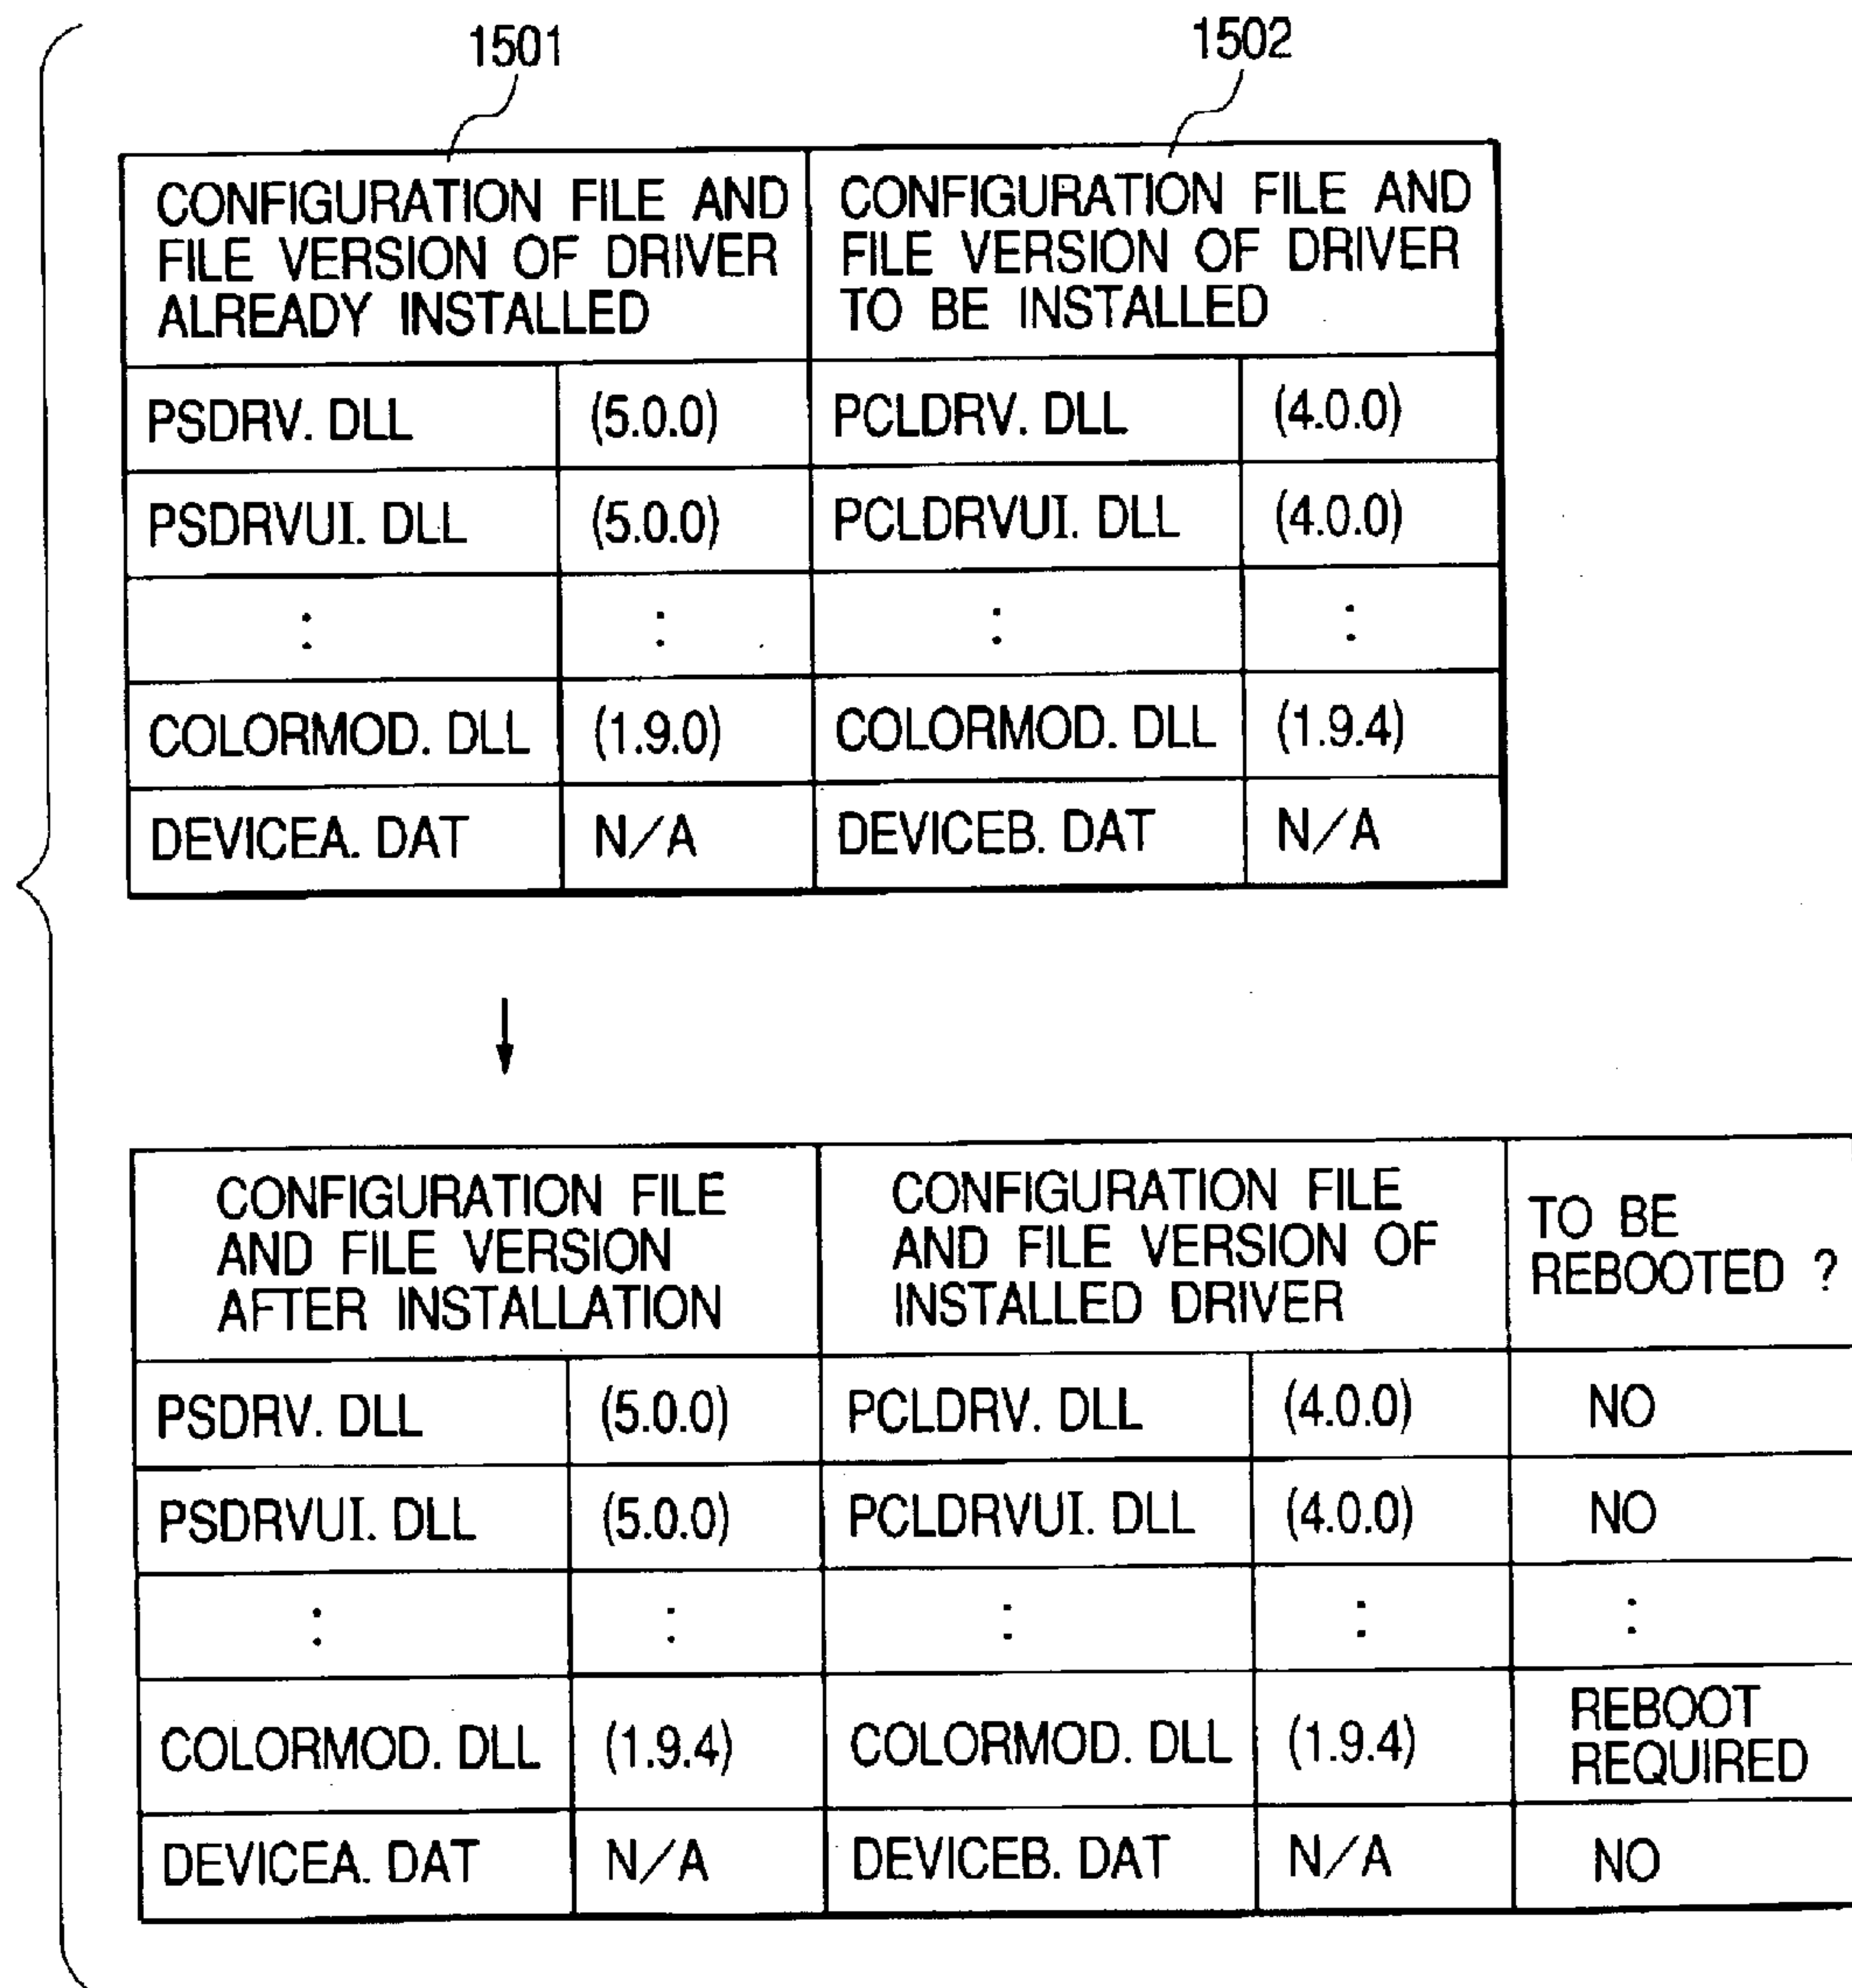 1501
1502
CONFIGURATION FILE AND
FILE VERSION OF DRIVER
ALREADY INSTALLED
CONFIGURATION FILE AND
FILE VERSION OF DRIVER
TO BE INSTALLED
PSDRV. DLL (5.0.0) PCLDRV. DLL (4.0.0)
PSDRVUI. DLL (5.0.0) PCLDRVUI. DLL (4.0.0)
: : : :
COLORMOD. DLL (1.9.0) COLORMOD. DLL (1.9.4)
DEVICEA. DAT N/A DEVICEB. DAT N/A
CONFIGURATION FILE
AND FILE VERSION
AFTER INSTALLATION
CONFIGURATION FILE
AND FILE VERSION OF
INSTALLED DRIVER
TO BE
REBOOTED ?
PSDRV. DLL (5.0.0) PCLDRV. DLL (4.0.0) NO
PSDRVUI. DLL (5.0.0) PCLDRVUI. DLL (4.0.0) NO
: : : : :
COLORMOD. DLL (1.9.4) COLORMOD. DLL (1.9.4) REBOOT
REQUIRED
DEVICEA. DAT N/A DEVICEB. DAT N/A NO